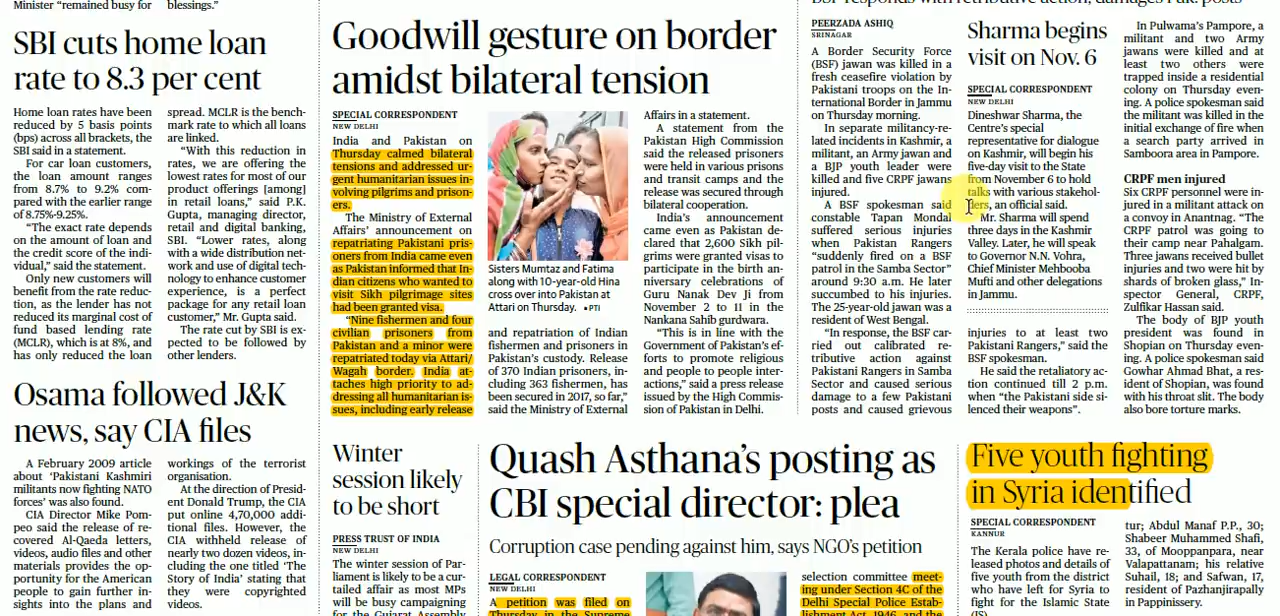 Minister “remained busy for
blessings.”
SBI cuts home loan
rate to 8.3 per cent
Home loan rates have been
reduced by 5 basis points
(bps) across all brackets, the
SBI said in a statement.
For car loan customers,
the loan amount ranges
from 8.7% to 9.2% com-
pared with the earlier range
of 8.75%-9.25%.
“The exact rate depends
on the amount of loan and
the credit score of the indi-
vidual,” said the statement.
Only new customers will
benefit from the rate reduc-
tion, as the lender has not
reduced its marginal cost of
fund based lending rate
(MCLR), which is at 8%, and
has only reduced the loan
spread. MCLR is the bench-
mark rate to which all loans
are linked.
“With this reduction in
rates, we are offering the
lowest rates for most of our
product offerings [among]
in retail loans,” said P.K.
Gupta, managing director,
retail and digital banking,
SBI. “Lower rates, along
with a wide distribution net-
work and use of digital tech-
nology to enhance customer
experience, is a perfect
package for any retail loan
customer,” Mr. Gupta said.
The rate cut by SBI is ex-
pected to be followed by
other lenders.
Osama followed J&K
news, say CIA files
A February 2009 article
about ‘Pakistani Kashmiri
militants now fighting NATO
forces’ was also found.
CIA Director Mike Pom-
peo said the release of re-
covered Al-Qaeda letters,
videos, audio files and other
materials provides the op-
portunity for the American
people to gain further in-
sights into the plans and
workings of the terrorist
organisation.
At the direction of Presi-
dent Donald Trump, the CIA
put online 4,70,000 addi-
tional files. However, the
CIA withheld release of
nearly two dozen videos, in-
cluding the one titled ‘The
Story of India’ stating that
they were copyrighted
videos.
Goodwill gesture on border
amidst bilateral tension
SPECIAL CORRESPONDENT
NEW DELHI
India and Pakistan on
Thursday calmed bilateral
tensions and addressed ur-
gent humanitarian issues in-
volving pilgrims and prison-
ers.
The Ministry of External
Affairs’ announcement on
repatriating Pakistani pris-
oners from India came even
as Pakistan informed that In-
dian citizens who wanted to
visit Sikh pilgrimage sites
had been granted visa.
“Nine fishermen and four
civilian prisoners from
Pakistan and a minor were
repatriated today via Attari/
Wagah border. India at-
taches high priority to ad-
dressing all humanitarian is-
sues, including early release
Sisters Mumtaz and Fatima
along with 10-year-old Hina
cross over into Pakistan at
Attari on Thursday. ▪PTI
and repatriation of Indian
fishermen and prisoners in
Pakistan’s custody. Release
of 370 Indian prisoners, in-
cluding 363 fishermen, has
been secured in 2017, so far,”
said the Ministry of External
Affairs in a statement.
A statement from the
Pakistan High Commission
said the released prisoners
were held in various prisons
and transit camps and the
release was secured through
bilateral cooperation.
India’s announcement
came even as Pakistan de-
clared that 2,600 Sikh pil-
grims were granted visas to
participate in the birth an-
niversary celebrations of
Guru Nanak Dev Ji from
November 2 to 11 in the
Nankana Sahib gurdwara.
“This is in line with the
Government of Pakistan’s ef-
forts to promote religious
and people to people inter-
actions,” said a press release
issued by the High Commis-
sion of Pakistan in Delhi.
BSF responds with retributive action, damages Pak. posts
PEERZADA ASHIQ
SRINAGAR
A Border Security Force
(BSF) jawan was killed in a
fresh ceasefire violation by
Pakistani troops on the In-
ternational Border in Jammu
on Thursday morning.
In separate militancy-re-
lated incidents in Kashmir, a
militant, an Army jawan and
a BJP youth leader were
killed and five CRPF jawans
injured.
A BSF spokesman said
constable Tapan Mondal
suffered serious injuries
when Pakistan Rangers
“suddenly fired on a BSF
patrol in the Samba Sector”
around 9:30 a.m. He later
succumbed to his injuries.
The 25-year-old jawan was a
resident of West Bengal.
“In response, the BSF car-
ried out calibrated re-
tributive action against
Pakistani Rangers in Samba
Sector and caused serious
damage to a few Pakistani
posts and caused grievous
Sharma begins
visit on Nov. 6
SPECIAL CORRESPONDENT
NEW DELHI
Dineshwar Sharma, the
Centre’s special
representative for dialogue
on Kashmir, will begin his
five-day visit to the State
from November 6 to hold
talks with various stakehol-
ders, an official said.
Mr. Sharma will spend
three days in the Kashmir
Valley. Later, he will speak
to Governor N.N. Vohra,
Chief Minister Mehbooba
Mufti and other delegations
in Jammu.
injuries to at least two
Pakistani Rangers,” said the
BSF spokesman.
He said the retaliatory ac-
tion continued till 2 p.m.
when “the Pakistani side si-
lenced their weapons”.
In Pulwama’s Pampore, a
militant and two Army
jawans were killed and at
least two others were
trapped inside a residential
colony on Thursday even-
ing. A police spokesman said
the militant was killed in the
initial exchange of fire when
a search party arrived in
Samboora area in Pampore.
CRPF men injured
Six CRPF personnel were in-
jured in a militant attack on
a convoy in Anantnag. “The
CRPF patrol was going to
their camp near Pahalgam.
Three jawans received bullet
injuries and two were hit by
shards of broken glass,” In-
spector General, CRPF,
Zulfikar Hassan said.
The body of BJP youth
resident was found in
Shopian on Thursday even-
ing. A police spokesman said
Gowhar Ahmad Bhat, a res-
ident of Shopian, was found
with his throat slit. The body
also bore torture marks.
Winter
session likely
to be short
PRESS TRUST OF INDIA
NEW DELHI
The winter session of Par-
liament is likely to be a cur-
tailed affair as most MPs
will be busy campaigning
for the Gujarat Assembly
Quash Asthana’s posting as
CBI special director: plea
Corruption case pending against him, says NGO’s petition
LEGAL CORRESPONDENT
NEW DELHI
A petition was filed on
Thursday in the Supreme
selection committee meet-
ing under Section 4C of the
Delhi Special Police Estab-
lishment Act, 1946, and the
Five youth fighting
in Syria identified
SPECIAL CORRESPONDENT
KANNUR
The Kerala police have re-
leased photos and details of
five youth from the district
who have left for Syria to
fight for the Islamic State
(IS)
tur; Abdul Manaf P.P., 30;
Shabeer Muhammed Shafi,
33, of Mooppanpara, near
Valapattanam; his relative
Suhail, 18; and Safwan, 17,
resident of Pazhanjirapally
in Pappinissery.